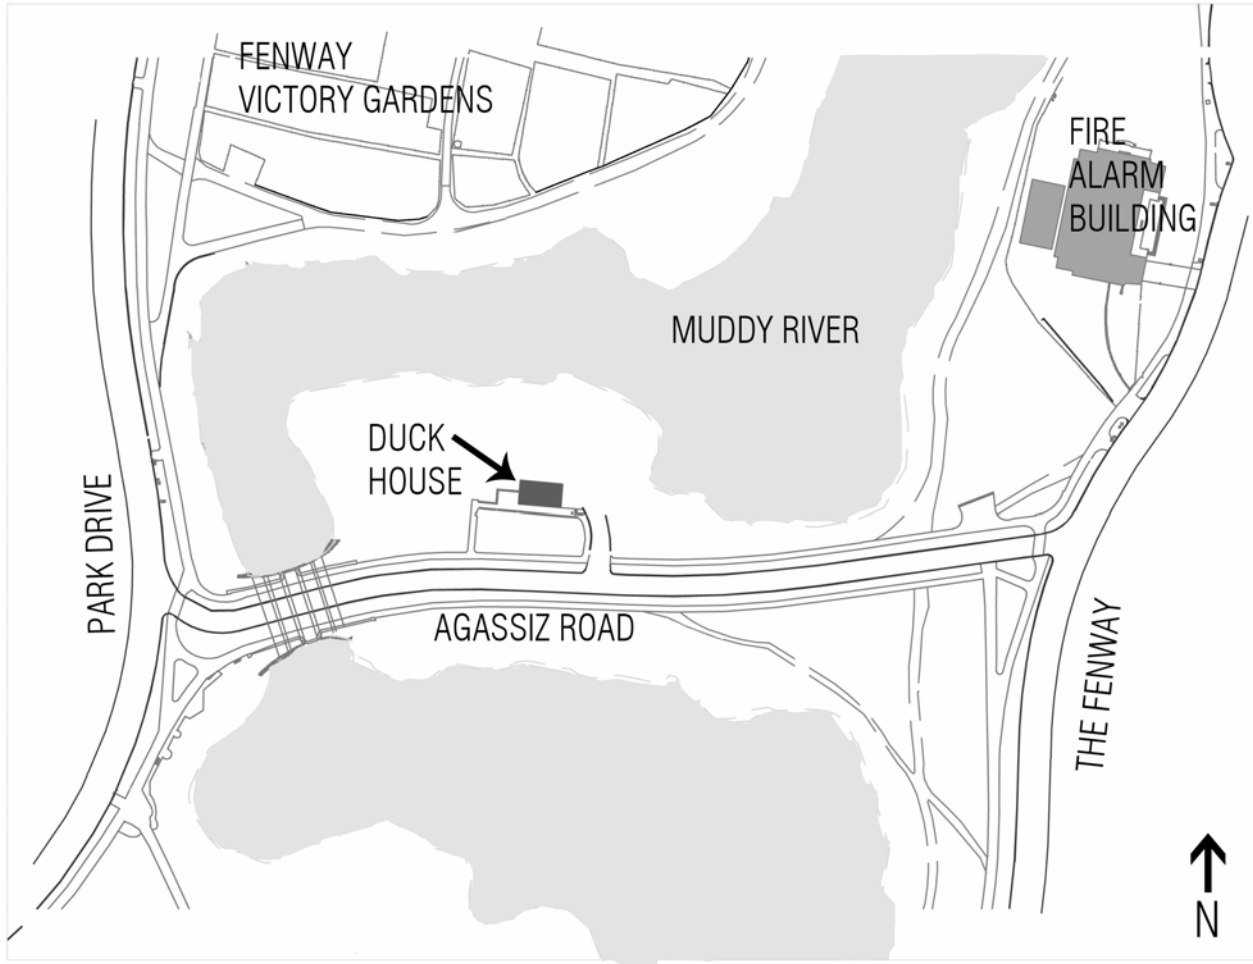 FENWAY
VICTORY GARDENS
FIRE
ALARM
BUILDING
MUDDY RIVER
DUCK
HOUSE
PARK DRIVE
AGASSIZ ROAD
THE FENWAY
N